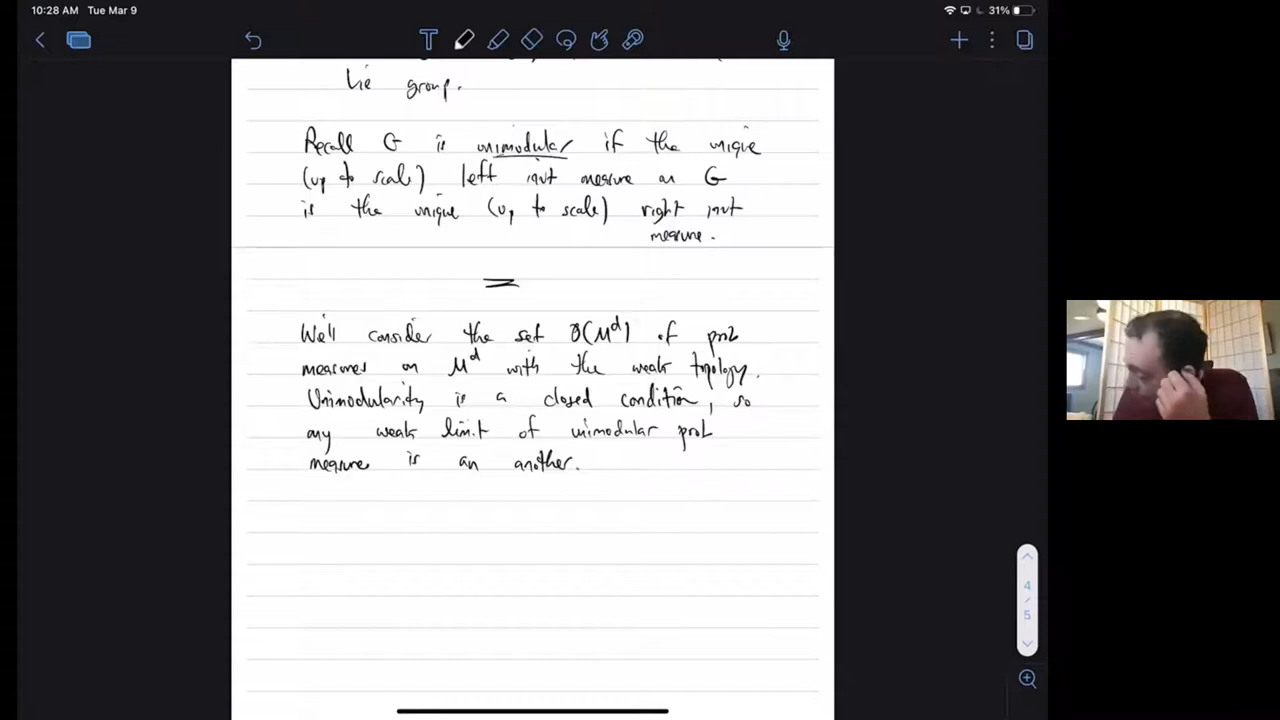 10:28 AM Tue Mar 9
31%
T
Lie group.
Recall G is unimodular if the unique
(up to scale) left invt measure on G
is the unique (up to scale) right invt
measure.
We'll consider the set P(M^d) of prob
measures on M^d with the weak topology.
Unimodularity is a closed condition, so
any weak limit of unimodular prob
measures is an another.
4
/
5